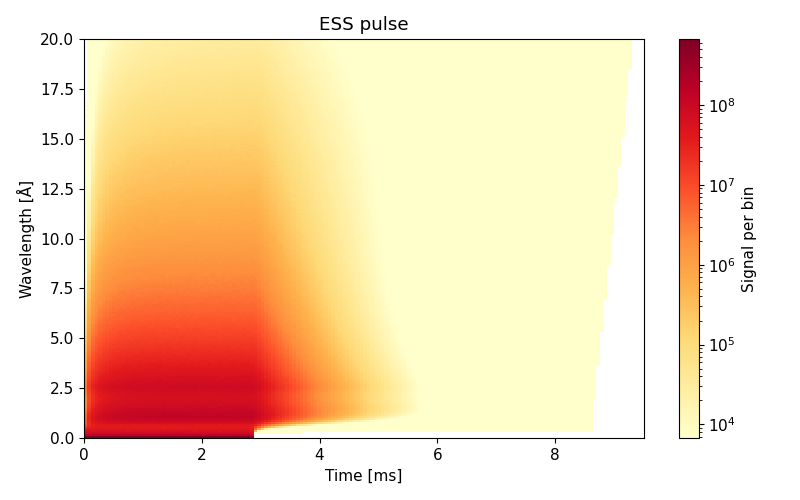 ESS pulse
20.0
17.5
15.0
12.5
10.0
7.5
5.0
2.5
0.0
Wavelength [Å]
0 2 4 6 8
Time [ms]
10⁸
10⁷
10⁶
10⁵
10⁴
Signal per bin